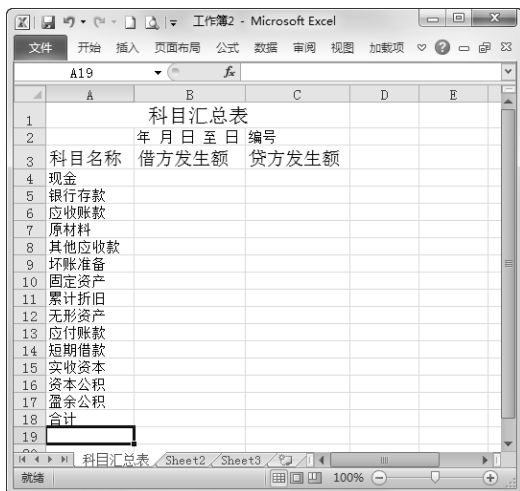 工作簿2 - Microsoft Excel
文件 开始 插入 页面布局 公式 数据 审阅 视图 加载项
A19 fx
A B C D E
1 科目汇总表
2 年 月 日 至 日 编号
3 科目名称 借方发生额 贷方发生额
4 现金
5 银行存款
6 应收账款
7 原材料
8 其他应收款
9 坏账准备
10 固定资产
11 累计折旧
12 无形资产
13 应付账款
14 短期借款
15 实收资本
16 资本公积
17 盈余公积
18 合计
19
科目汇总表 Sheet2 Sheet3
就绪 100%